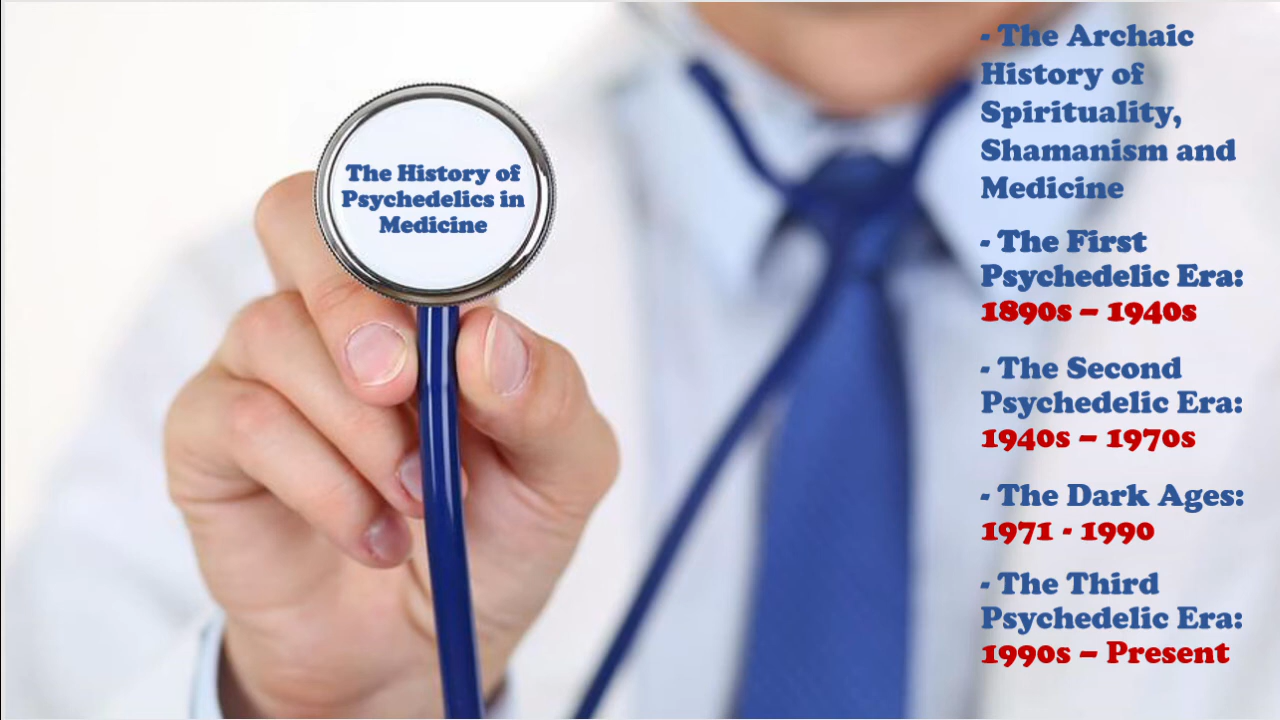 The History of
Psychedelics in
Medicine
- The Archaic
History of
Spirituality,
Shamanism and
Medicine
- The First
Psychedelic Era:
1890s – 1940s
- The Second
Psychedelic Era:
1940s – 1970s
- The Dark Ages:
1971 - 1990
- The Third
Psychedelic Era:
1990s – Present